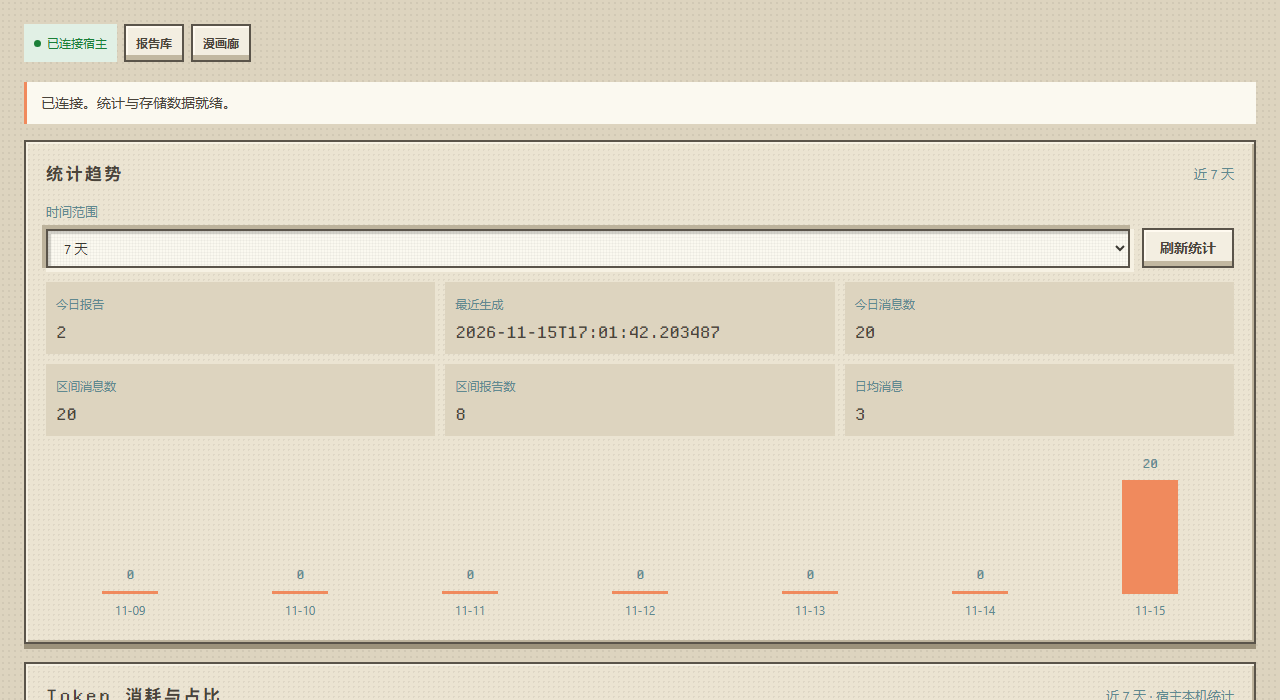 已连接宿主 报告库 漫画廊
已连接。统计与存储数据就绪。
统计趋势 近 7 天
时间范围
7 天 刷新统计
今日报告 最近生成 今日消息数
2 2026-11-15T17:01:42.203487 20
区间消息数 区间报告数 日均消息
20 8 3
20
0 0 0 0 0 0
11-09 11-10 11-11 11-12 11-13 11-14 11-15
Token 消耗与占比 近 7 天 · 宿主本机统计